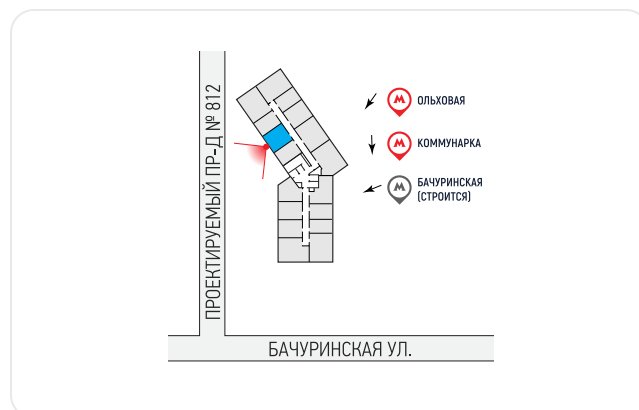 ПРОЕКТИРУЕМЫЙ ПР-Д № 812
ОЛЬХОВАЯ
КОММУНАРКА
БАЧУРИНСКАЯ
(СТРОИТСЯ)
БАЧУРИНСКАЯ УЛ.